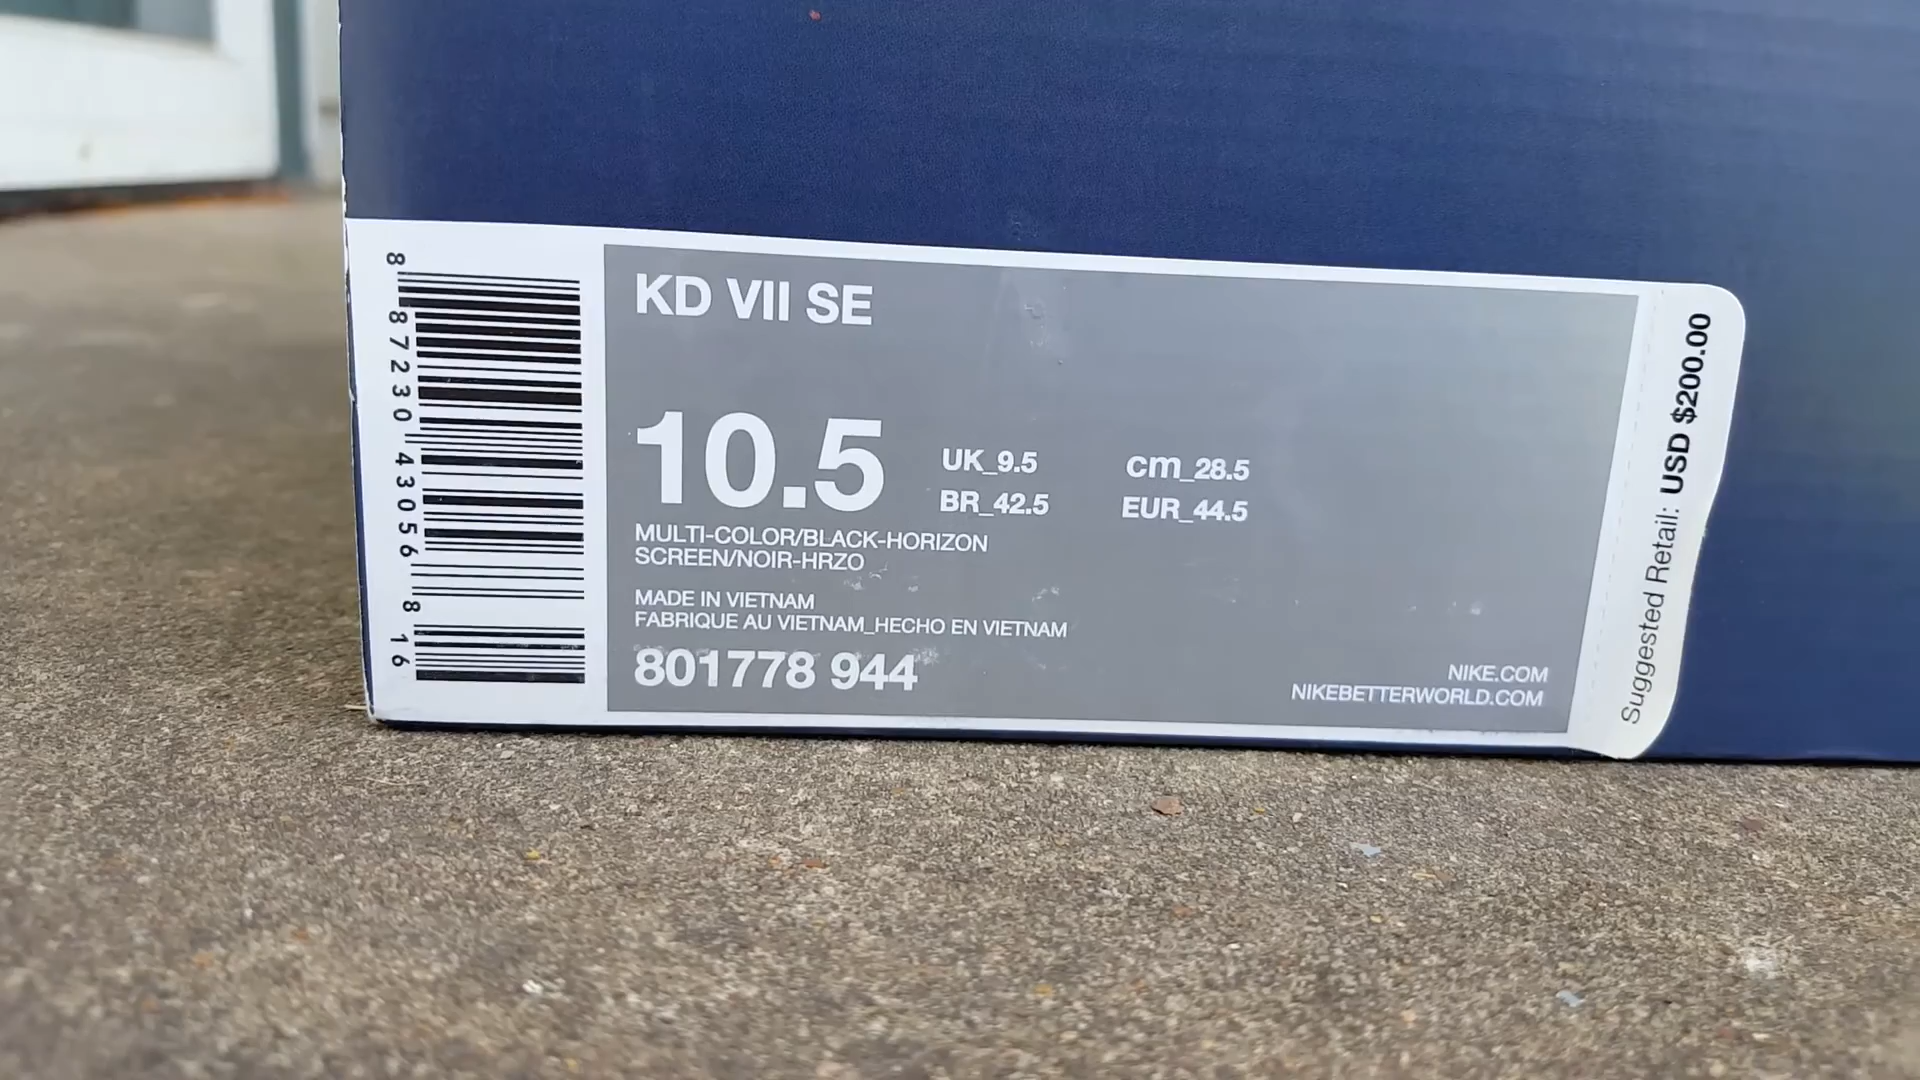 8 87230 43056 8 16
KD VII SE
10.5
UK_9.5 cm_28.5
BR_42.5 EUR_44.5
MULTI-COLOR/BLACK-HORIZON
SCREEN/NOIR-HRZO
MADE IN VIETNAM
FABRIQUE AU VIETNAM_HECHO EN VIETNAM
801778 944
NIKE.COM
NIKEBETTERWORLD.COM
Suggested Retail: USD $200.00